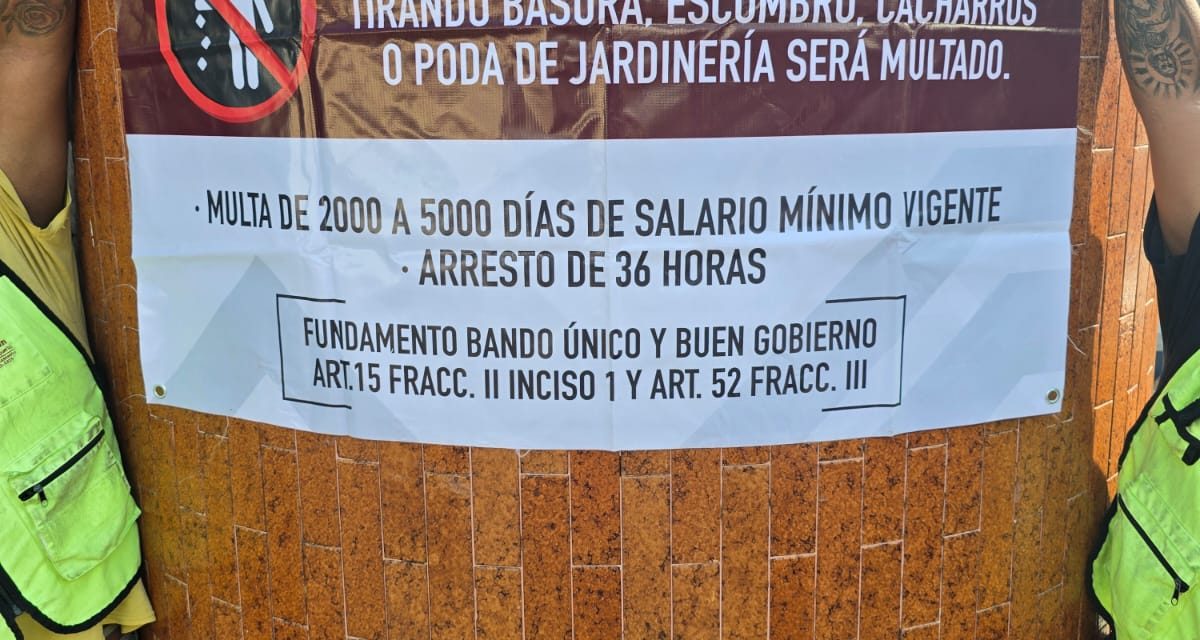 TIRANDO BASURA, ESCOMBRO, CACHARROS
O PODA DE JARDINERÍA SERÁ MULTADO.
· MULTA DE 2000 A 5000 DÍAS DE SALARIO MÍNIMO VIGENTE
· ARRESTO DE 36 HORAS
FUNDAMENTO BANDO ÚNICO Y BUEN GOBIERNO
ART.15 FRACC. II INCISO 1 Y ART. 52 FRACC. III